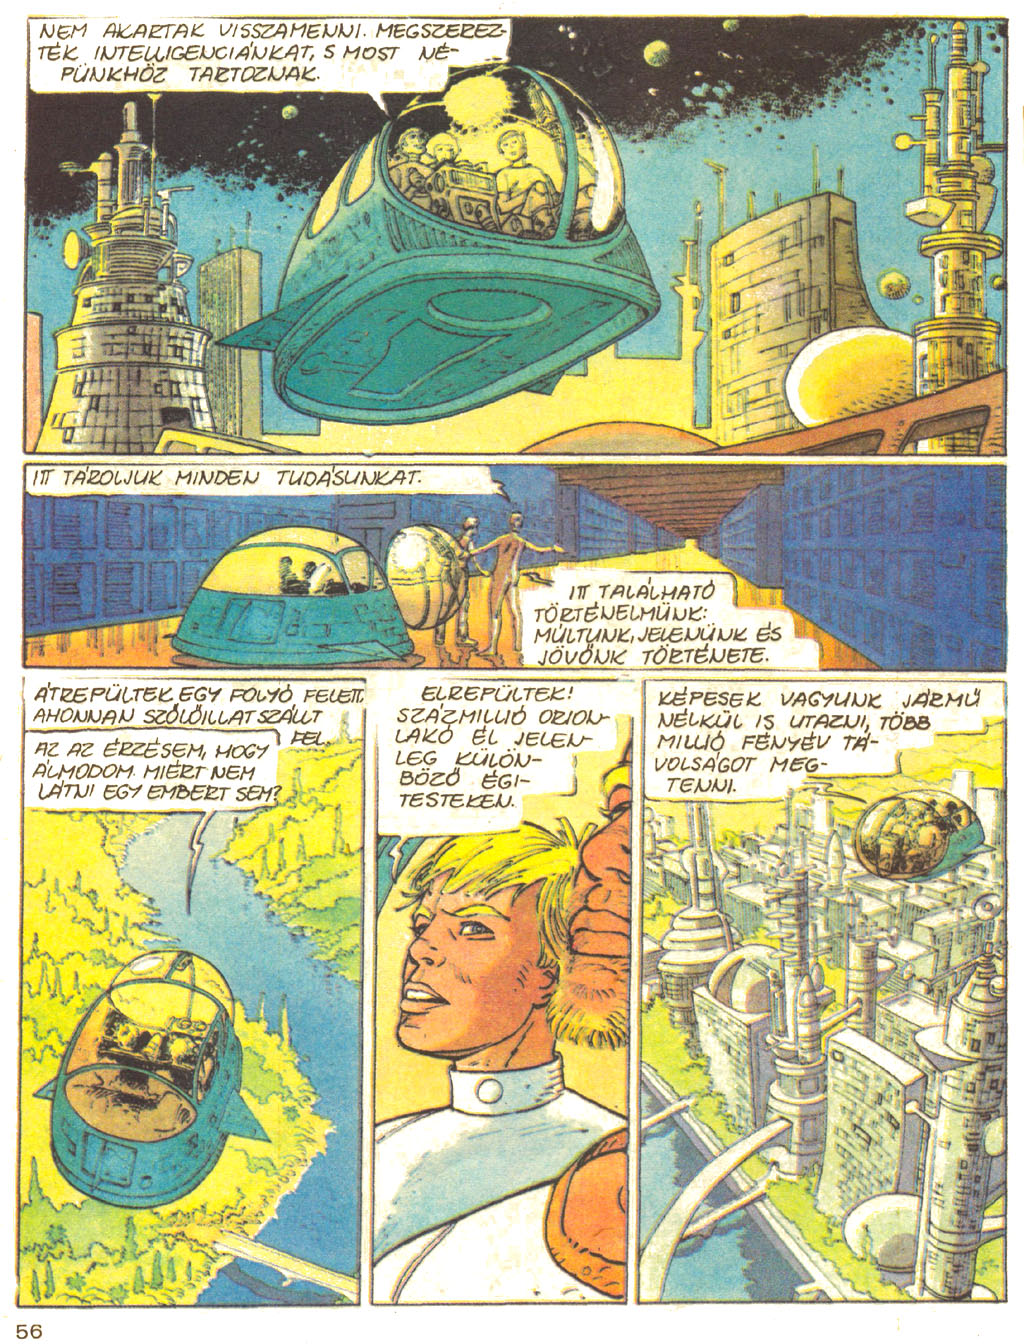 NEM AKARTAK VISSZAMENNI. MEGSZEREZ-
TÉK INTELLIGENCIÁNKAT, S MOST NÉ-
PÜNKHÖZ TARTOZNAK.
ITT TÁROLJUK MINDEN TUDÁSUNKAT.
ITT TALÁLHATÓ
TÖRTÉNELMÜNK:
MÚLTUNK, JELENÜNK ÉS
JÖVŐNK TÖRTÉNETE.
ÁTREPÜLTEK EGY FOLYÓ FELETT,
AHONNAN SZŐLŐILLAT SZÁLLT
FEL.
AZ AZ ÉRZÉSEM, HOGY
ÁLMODOM. MIÉRT NEM
LÁTNI EGY EMBERT SEM?
ELREPÜLTEK!
SZÁZMILLIÓ ORION-
LAKÓ ÉL JELEN-
LEG KÜLÖN-
BÖZŐ ÉGI-
TESTEKEN.
KÉPESEK VAGYUNK JÁRMŰ
NÉLKÜL IS UTAZNI, TÖBB
MILLIÓ FÉNYÉV TÁ-
VOLSÁGOT MEG-
TENNI.
56